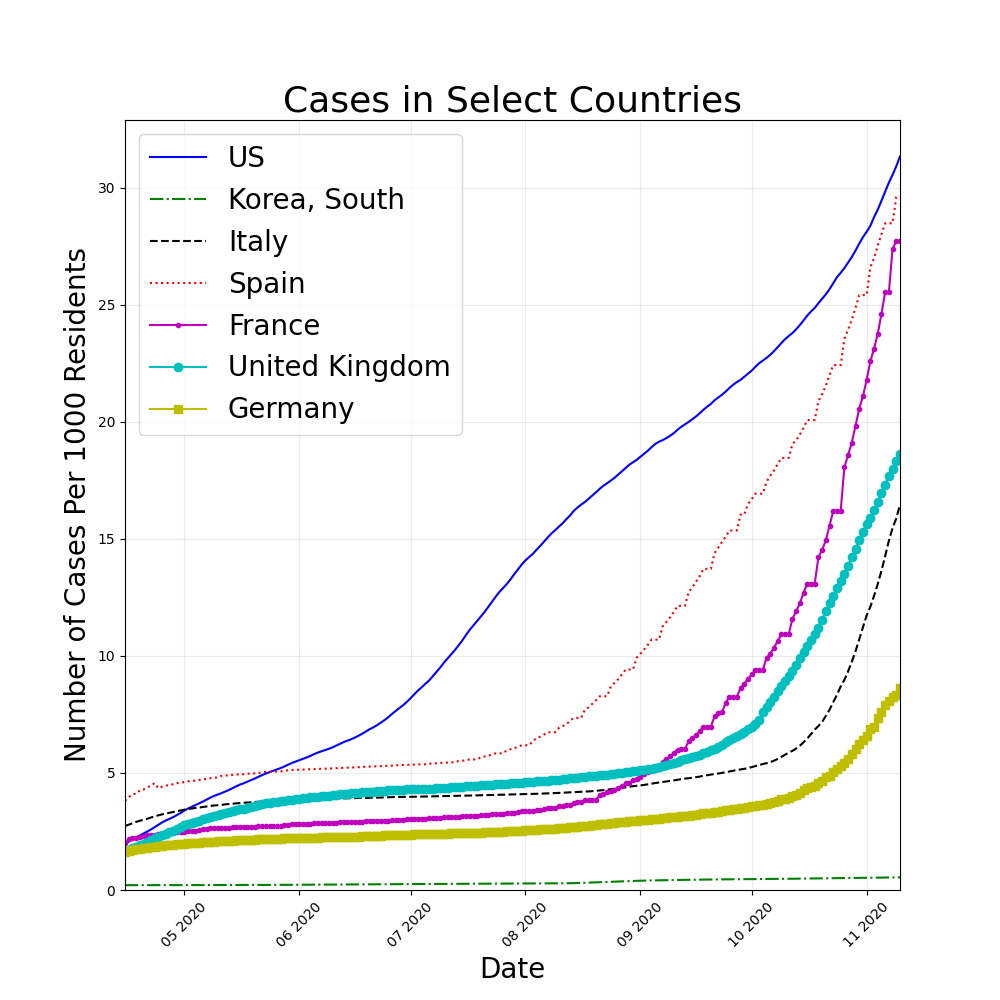 Cases in Select Countries
US
Korea, South
Italy
Spain
France
United Kingdom
Germany
Number of Cases Per 1000 Residents
30
25
20
15
10
5
0
05 2020
06 2020
07 2020
08 2020
09 2020
10 2020
11 2020
Date